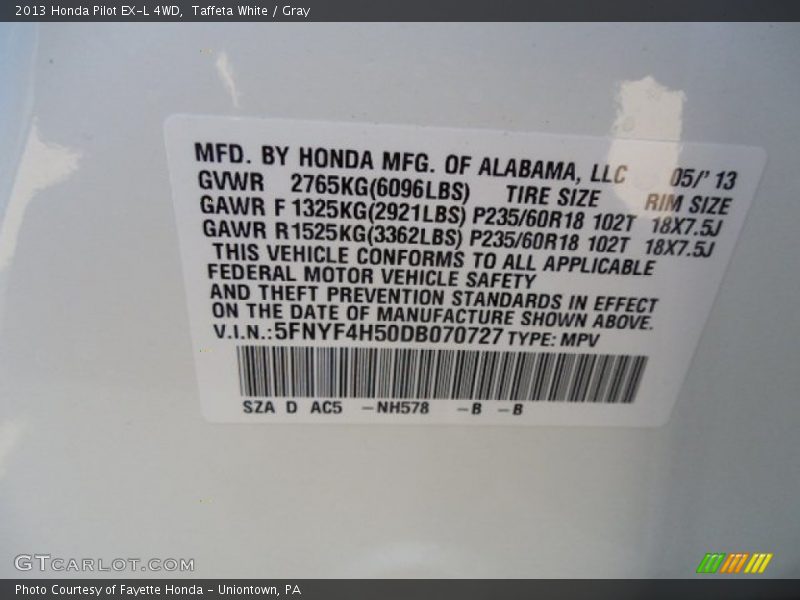 2013 Honda Pilot EX-L 4WD, Taffeta White / Gray
MFD. BY HONDA MFG. OF ALABAMA, LLC 05/'13
GVWR 2765KG(6096LBS) TIRE SIZE RIM SIZE
GAWR F 1325KG(2921LBS) P235/60R18 102T 18X7.5J
GAWR R1525KG(3362LBS) P235/60R18 102T 18X7.5J
THIS VEHICLE CONFORMS TO ALL APPLICABLE
FEDERAL MOTOR VEHICLE SAFETY
AND THEFT PREVENTION STANDARDS IN EFFECT
ON THE DATE OF MANUFACTURE SHOWN ABOVE.
V.I.N.:5FNYF4H50DB070727 TYPE: MPV
SZA D AC5 -NH578 -B -B
GTCARLOT.COM
Photo Courtesy of Fayette Honda - Uniontown, PA